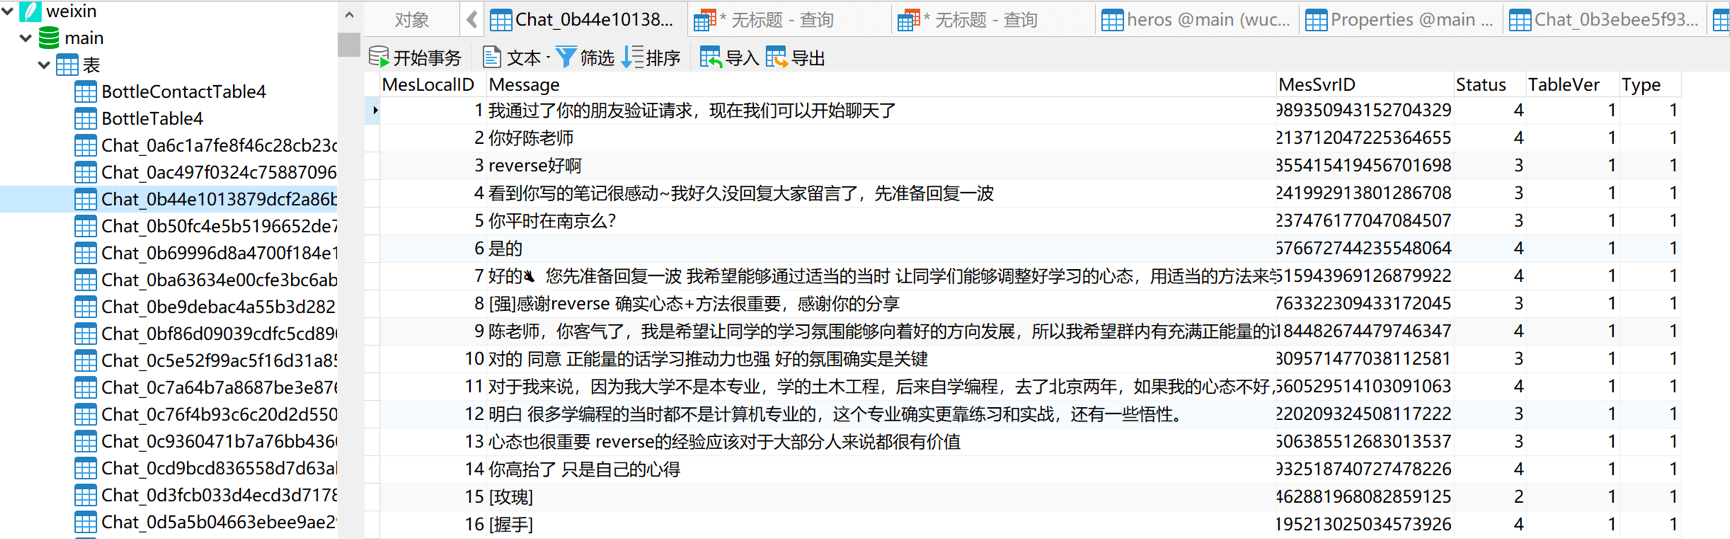 weixin
main
表
BottleContactTable4
BottleTable4
Chat_0a6c1a7fe8f46c28cb23c
Chat_0ac497f0324c75887096
Chat_0b44e1013879dcf2a86b
Chat_0b50fc4e5b5196652de7
Chat_0b69996d8a4700f184e1
Chat_0ba63634e00cfe3bc6ab
Chat_0be9debac4a55b3d282
Chat_0bf86d09039cdfc5cd890
Chat_0c5e52f99ac5f16d31a85
Chat_0c7a64b7a8687be3e876
Chat_0c76f4b93c6c20d2d550
Chat_0c9360471b7a76bb4360
Chat_0cd9bcd836558d7d63a
Chat_0d3fcb033d4ecd3d7178
Chat_0d5a5b04663ebee9ae29
对象 Chat_0b44e10138... * 无标题 - 查询 * 无标题 - 查询 heros @main (wuc... Properties @main ... Chat_0b3ebee5f93...
开始事务 文本 · 筛选 排序 导入 导出
MesLocalID Message MesSvrID Status TableVer Type
1 我通过了你的朋友验证请求，现在我们可以开始聊天了 989350943152704329 4 1 1
2 你好陈老师 213712047225364655 4 1 1
3 reverse好啊 355415419456701698 3 1 1
4 看到你写的笔记很感动~我好久没回复大家留言了，先准备回复一波 241992913801286708 3 1 1
5 你平时在南京么？ 237476177047084507 3 1 1
6 是的 576672744235548064 4 1 1
7 好的 您先准备回复一波 我希望能够通过适当的当时 让同学们能够调整好学习的心态，用适当的方法来学 515943969126879922 4 1 1
8 [强]感谢reverse 确实心态+方法很重要，感谢你的分享 763322309433172045 3 1 1
9 陈老师，你客气了，我是希望让同学的学习氛围能够向着好的方向发展，所以我希望群内有充满正能量的 184482674479746347 4 1 1
10 对的 同意 正能量的话学习推动力也强 好的氛围确实是关键 309571477038112581 3 1 1
11 对于我来说，因为我大学不是本专业，学的土木工程，后来自学编程，去了北京两年，如果我的心态不好， 560529514103091063 4 1 1
12 明白 很多学编程的当时都不是计算机专业的，这个专业确实更靠练习和实战，还有一些悟性。 220209324508117222 3 1 1
13 心态也很重要 reverse的经验应该对于大部分人来说都很有价值 506385512683013537 3 1 1
14 你高抬了 只是自己的心得 932518740727478226 4 1 1
15 [玫瑰] 462881968082859125 2 1 1
16 [握手] 195213025034573926 4 1 1